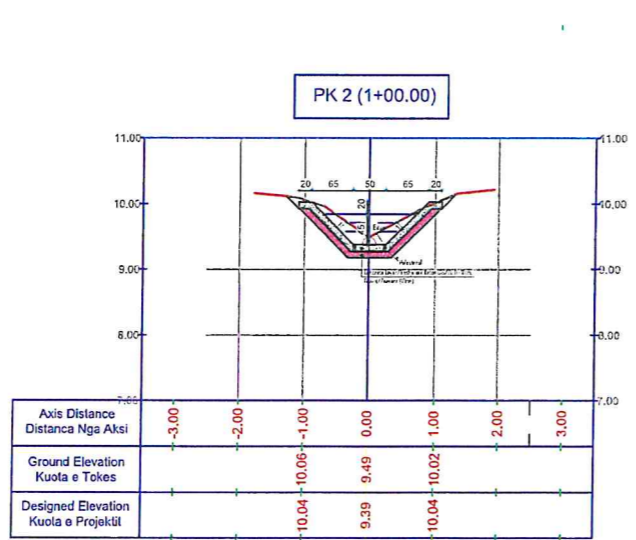 PK 2 (1+00.00)
11.00 11.00
20 65 50 65 20
10.00 10.00
20
45
9.00 9.00
8.00 8.00
7.00 7.00
Axis Distance
Distanca Nga Aksi
-3.00 -2.00 -1.00 0.00 1.00 2.00 3.00
Ground Elevation
Kuota e Tokes
10.06 9.49 10.02
Designed Elevation
Kuota e Projektit
10.04 9.39 10.04